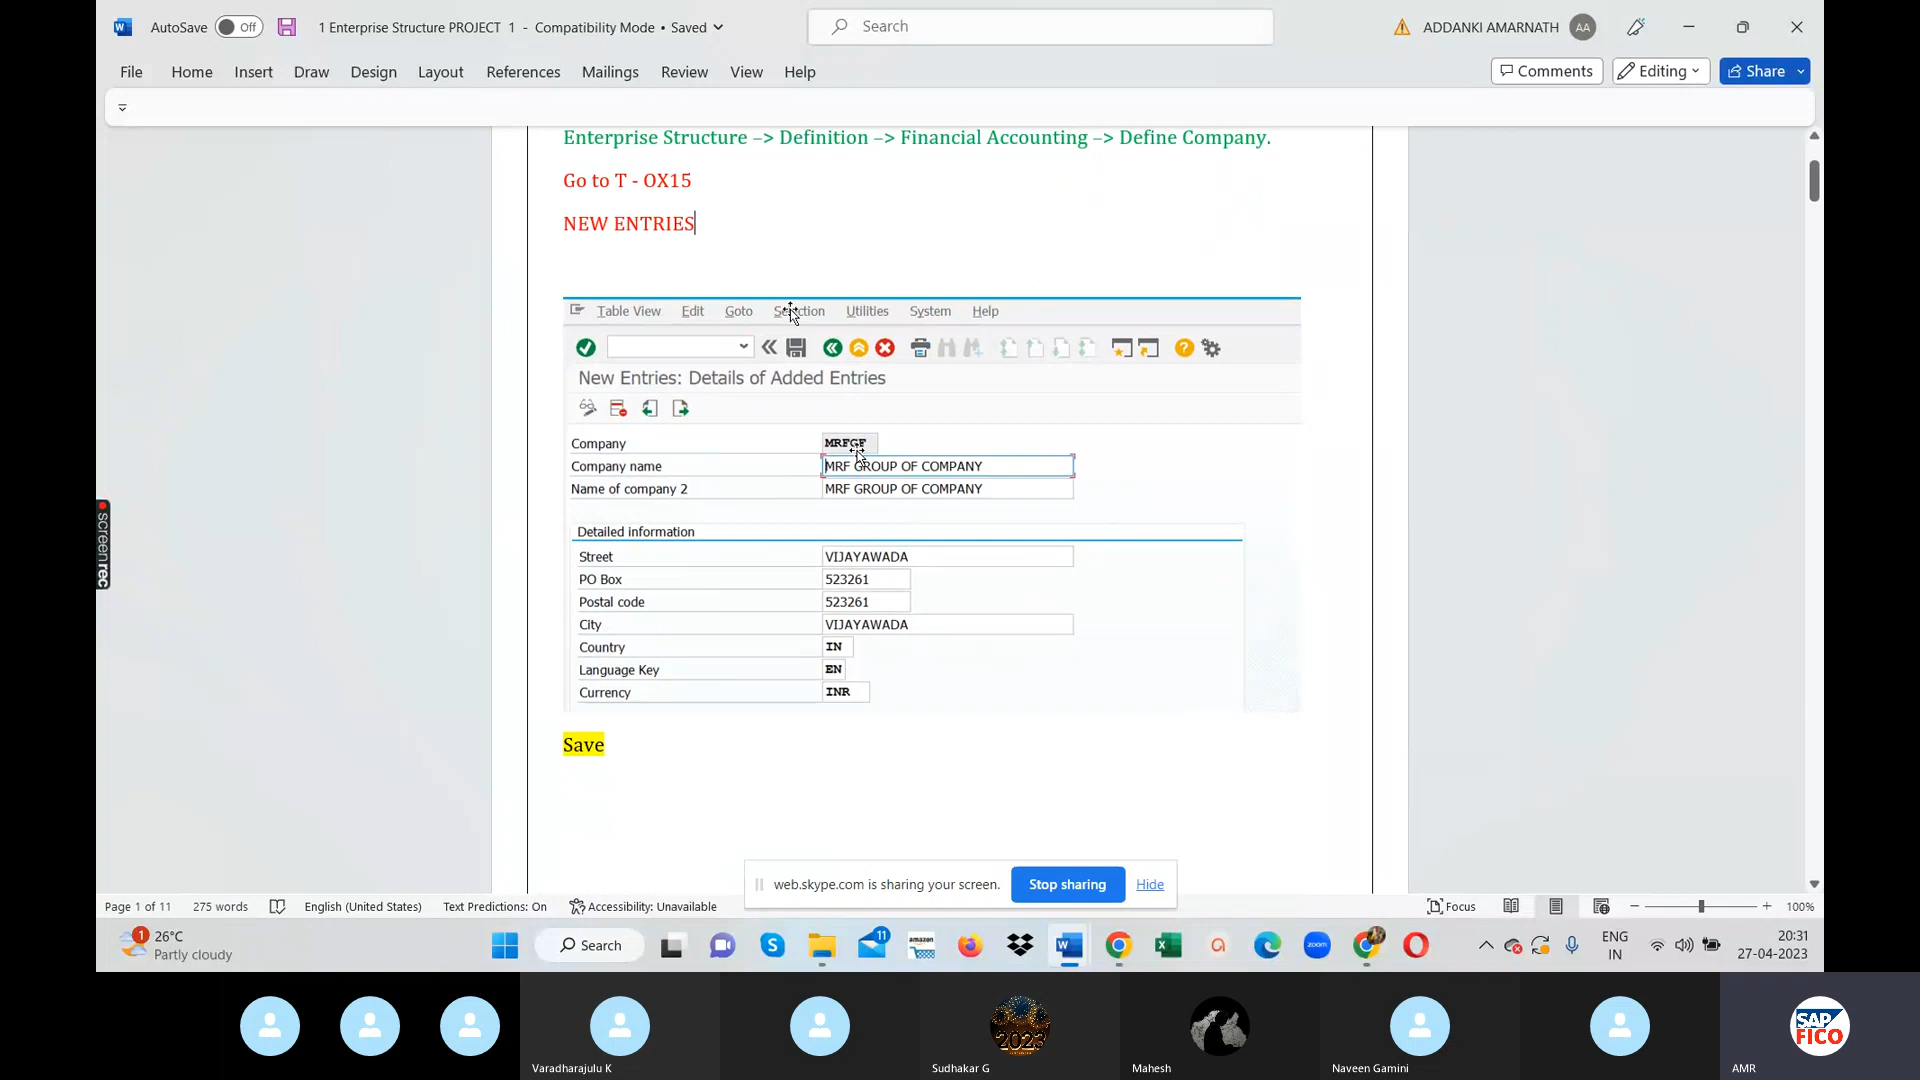 AutoSave Off 1 Enterprise Structure PROJECT 1 - Compatibility Mode • Saved Search ADDANKI AMARNATH AA
File Home Insert Draw Design Layout References Mailings Review View Help Comments Editing Share
Enterprise Structure –> Definition –> Financial Accounting –> Define Company.
Go to T - OX15
NEW ENTRIES
Table View Edit Goto Selection Utilities System Help
New Entries: Details of Added Entries
Company
Company name MRF GROUP OF COMPANY
Name of company 2 MRF GROUP OF COMPANY
Detailed information
Street VIJAYAWADA
PO Box 523261
Postal code 523261
City VIJAYAWADA
Country IN
Language Key EN
Currency INR
Save
screenrec
web.skype.com is sharing your screen. Stop sharing Hide
Page 1 of 11 275 words English (United States) Text Predictions: On Accessibility: Unavailable Focus 100%
1 26°C
Partly cloudy
Search
11
amazon
zoom
ENG
IN
20:31
27-04-2023
2023
SAP
FICO
Varadharajulu K Sudhakar G Mahesh Naveen Gamini AMR